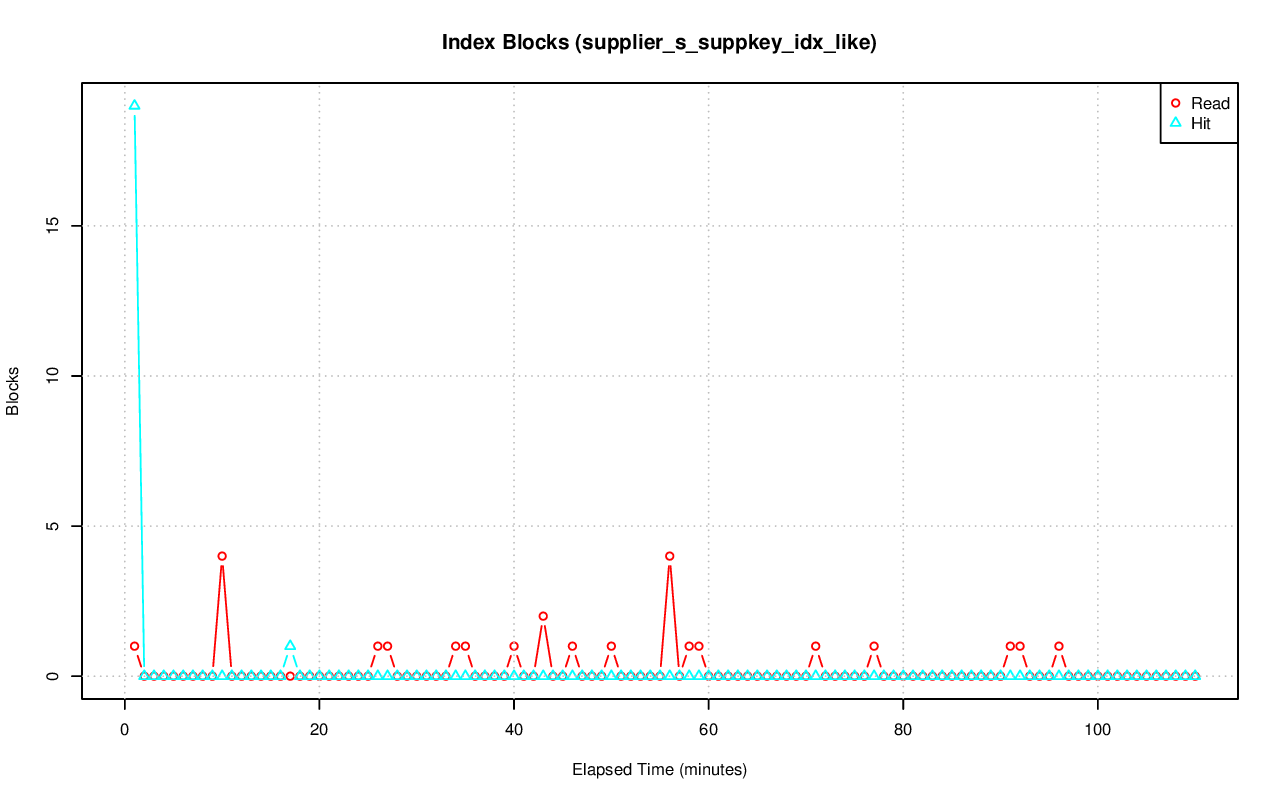 Index Blocks (supplier_s_suppkey_idx_like)
Read
Hit
15
10
5
0
Blocks
0 20 40 60 80 100
Elapsed Time (minutes)